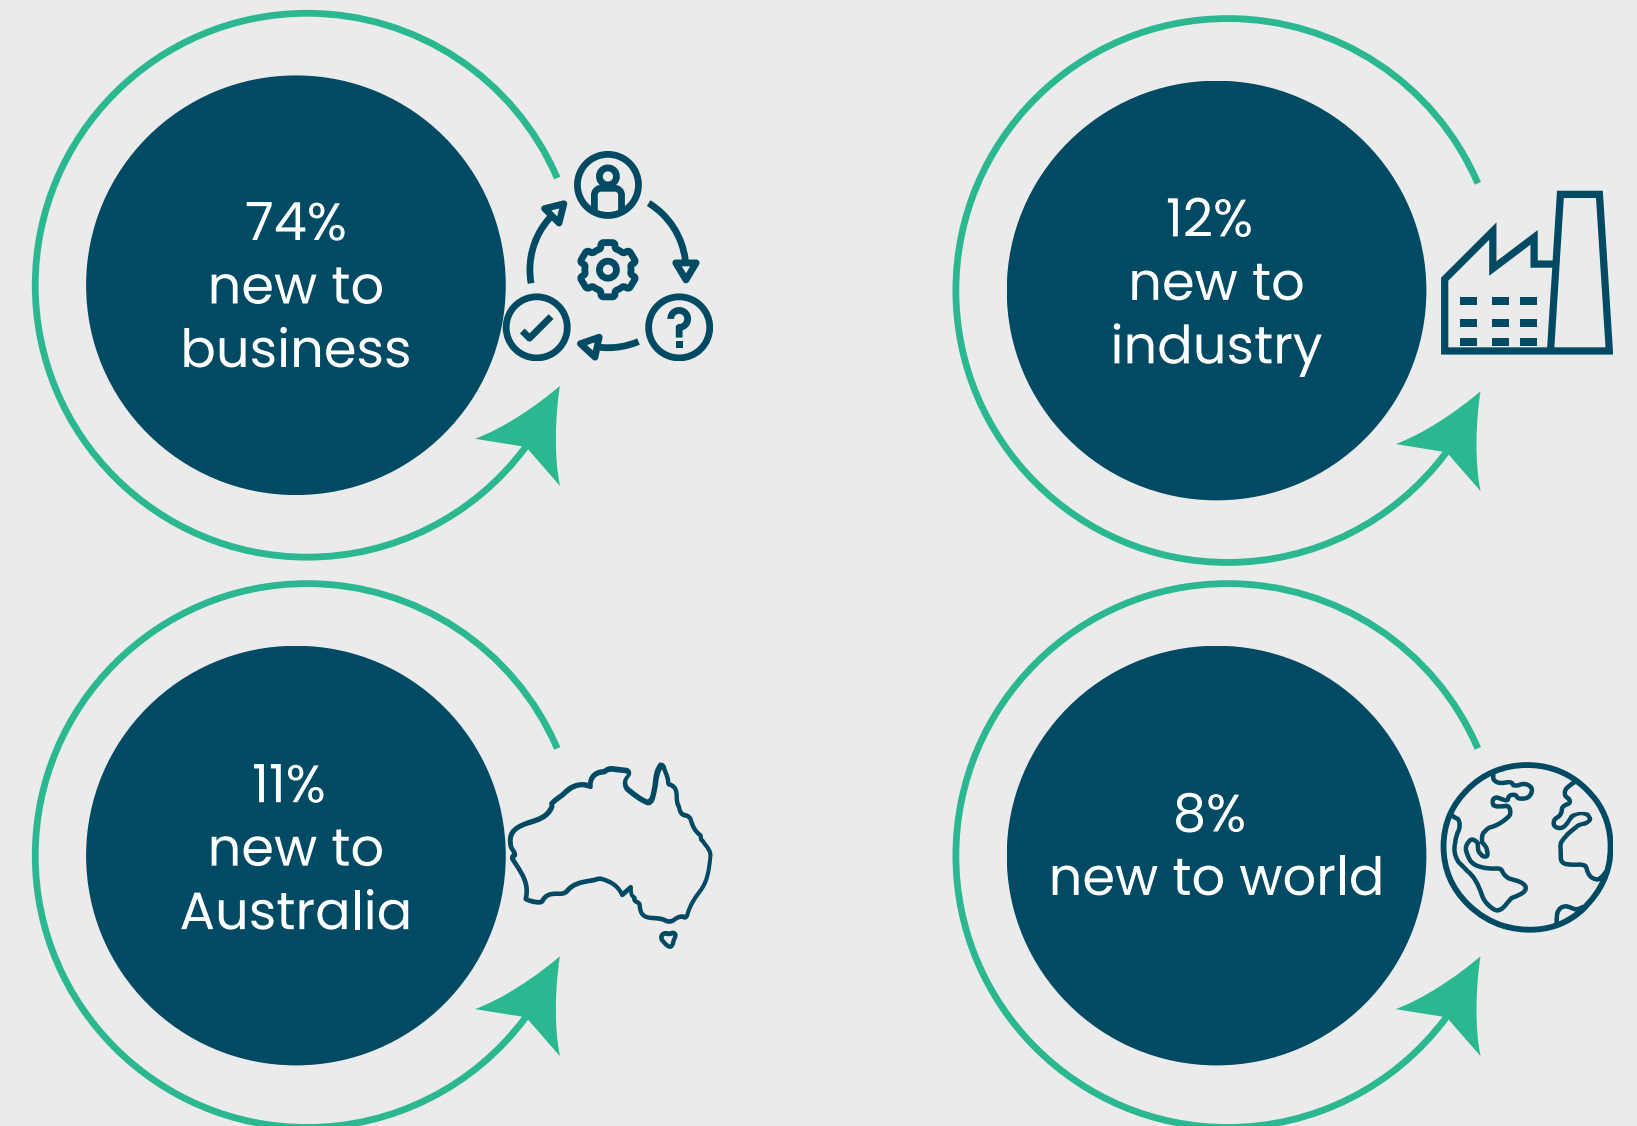 74%
new to
business
12%
new to
industry
?
11%
new to
Australia
8%
new to world